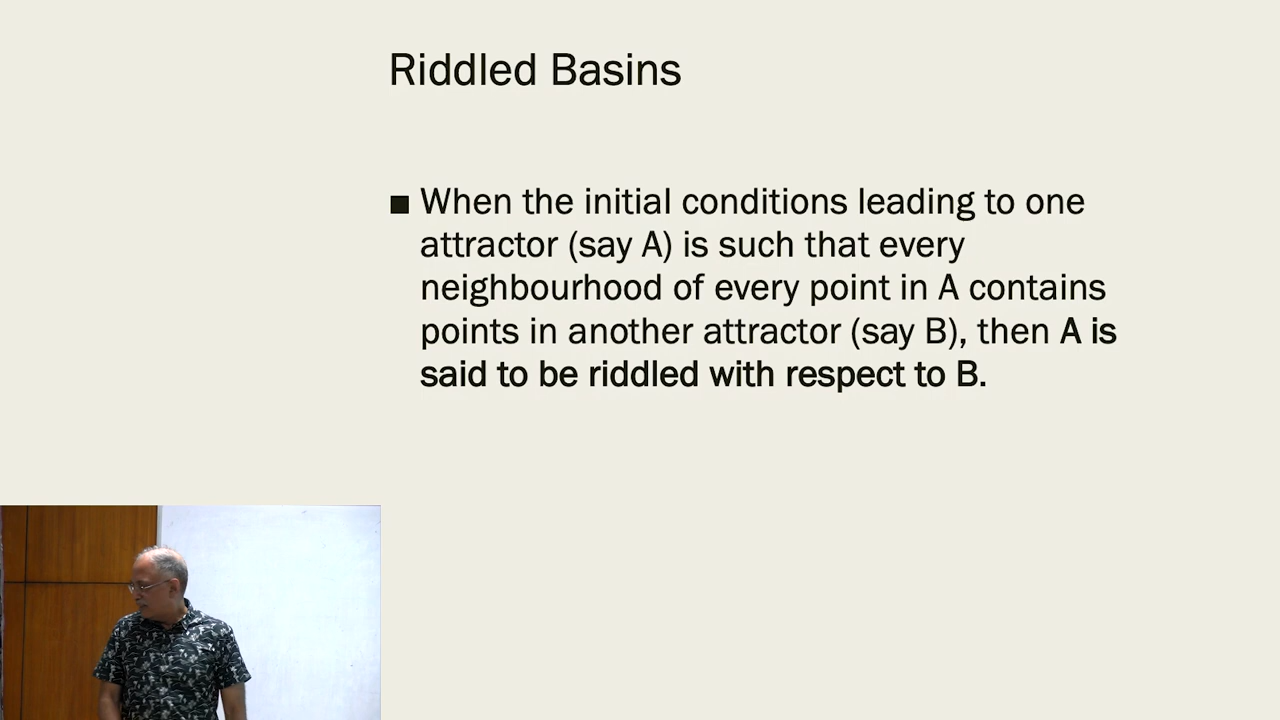 Riddled Basins
■ When the initial conditions leading to one
attractor (say A) is such that every
neighbourhood of every point in A contains
points in another attractor (say B), then A is
said to be riddled with respect to B.